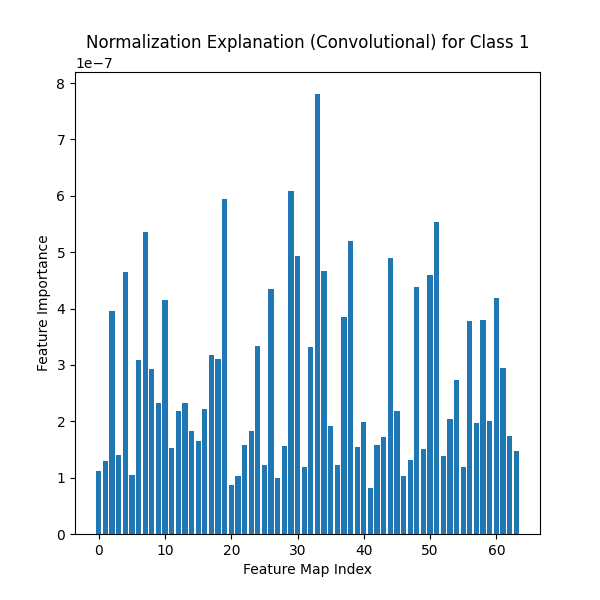 Normalization Explanation (Convolutional) for Class 1
1e−7
8
7
6
5
4
3
2
1
0
Feature Importance
0 10 20 30 40 50 60
Feature Map Index